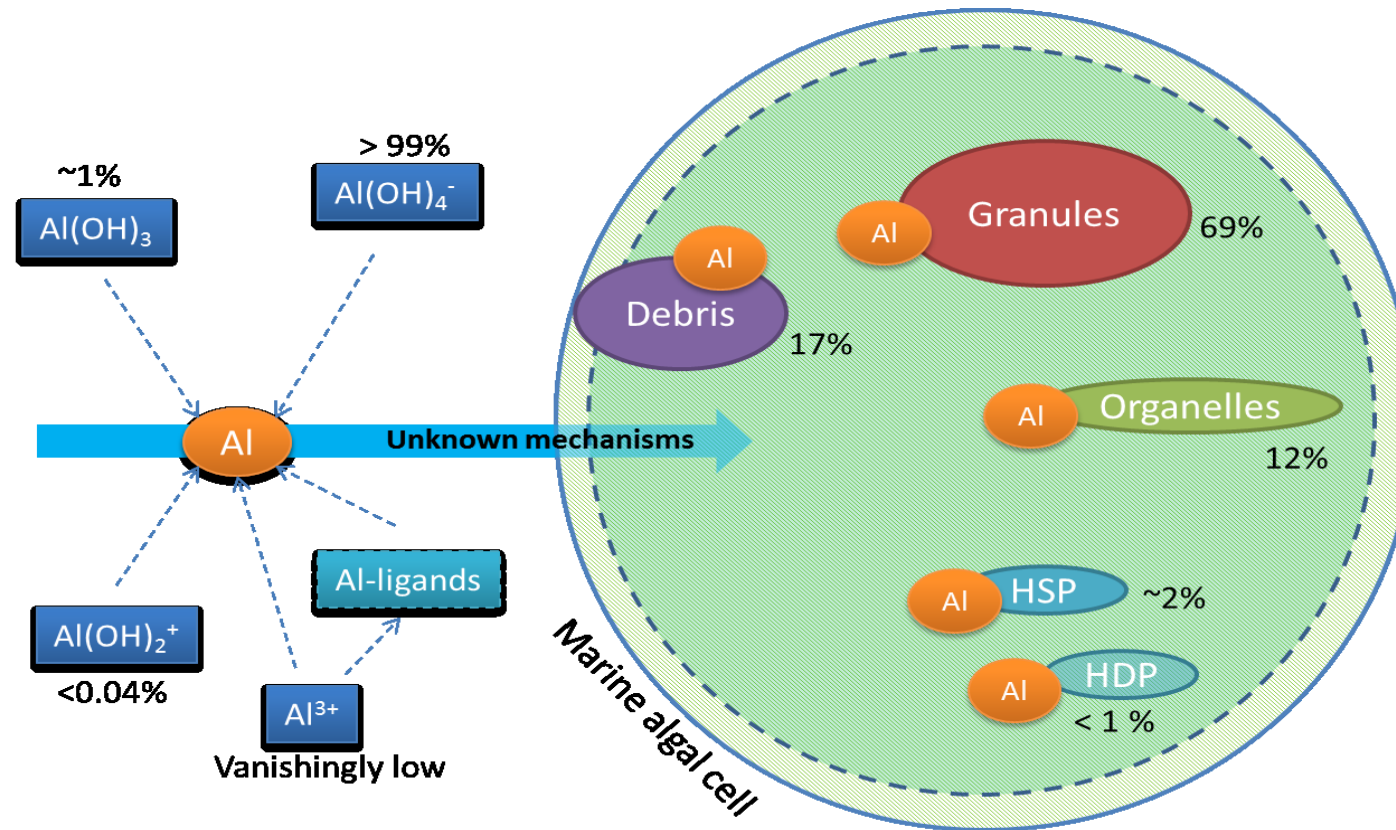 ~1%
Al(OH)₃
> 99%
Al(OH)₄⁻
Al
Unknown mechanisms
Al(OH)₂⁺
<0.04%
Al-ligands
Al³⁺
Vanishingly low
Marine algal cell
Al
Debris
17%
Al
Granules
69%
Al
Organelles
12%
Al
HSP
~2%
Al
HDP
< 1 %